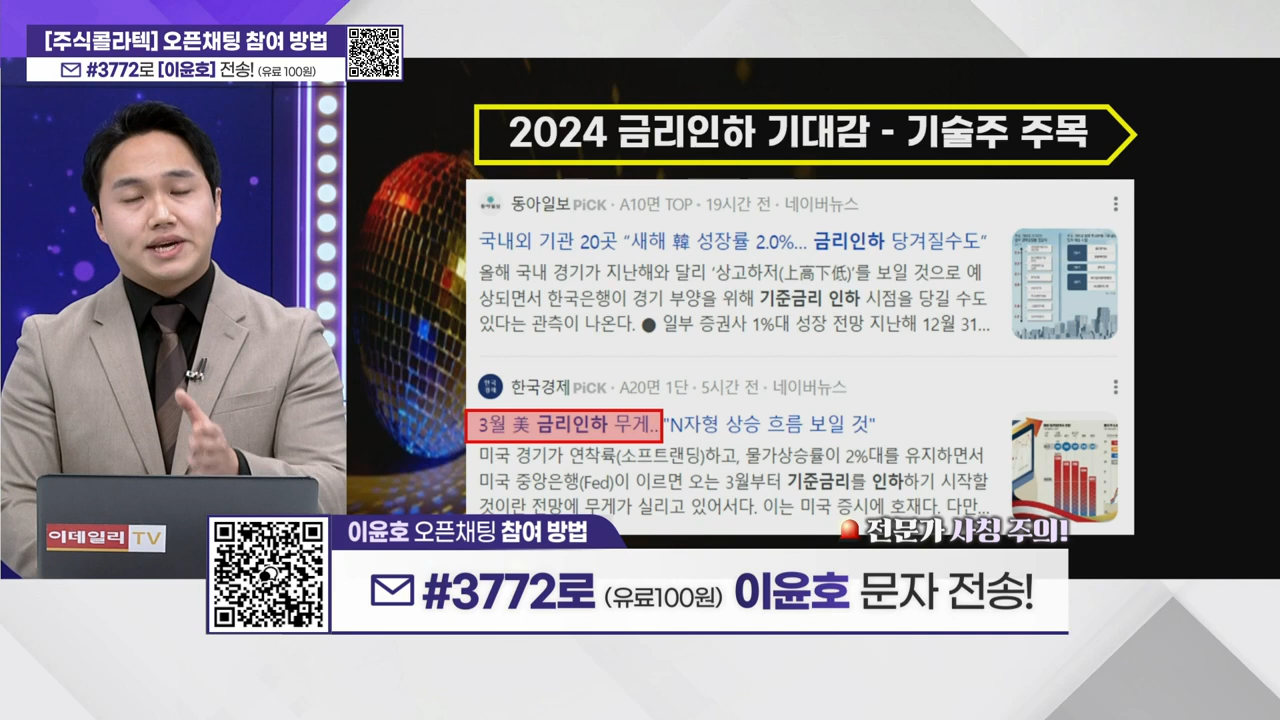 [주식콜라텍] 오픈채팅 참여 방법
#3772로 [이윤호] 전송! (유료 100원)
2024 금리인하 기대감 - 기술주 주목
동아일보 PiCK · A10면 TOP · 19시간 전 · 네이버뉴스
국내외 기관 20곳 “새해 韓 성장률 2.0%... 금리인하 당겨질수도”
올해 국내 경기가 지난해와 달리 ‘상고하저(上高下低)’를 보일 것으로 예
상되면서 한국은행이 경기 부양을 위해 기준금리 인하 시점을 당길 수도
있다는 관측이 나온다. ● 일부 증권사 1%대 성장 전망 지난해 12월 31...
한국경제 PiCK · A20면 1단 · 5시간 전 · 네이버뉴스
3월 美 금리인하 무게.. "N자형 상승 흐름 보일 것"
미국 경기가 연착륙(소프트랜딩)하고, 물가상승률이 2%대를 유지하면서
미국 중앙은행(Fed)이 이르면 오는 3월부터 기준금리를 인하하기 시작할
것이란 전망에 무게가 실리고 있어서다. 이는 미국 증시에 호재다. 다만...
이데일리 TV
이윤호 오픈채팅 참여 방법
전문가 사칭 주의!
#3772로 (유료100원) 이윤호 문자 전송!